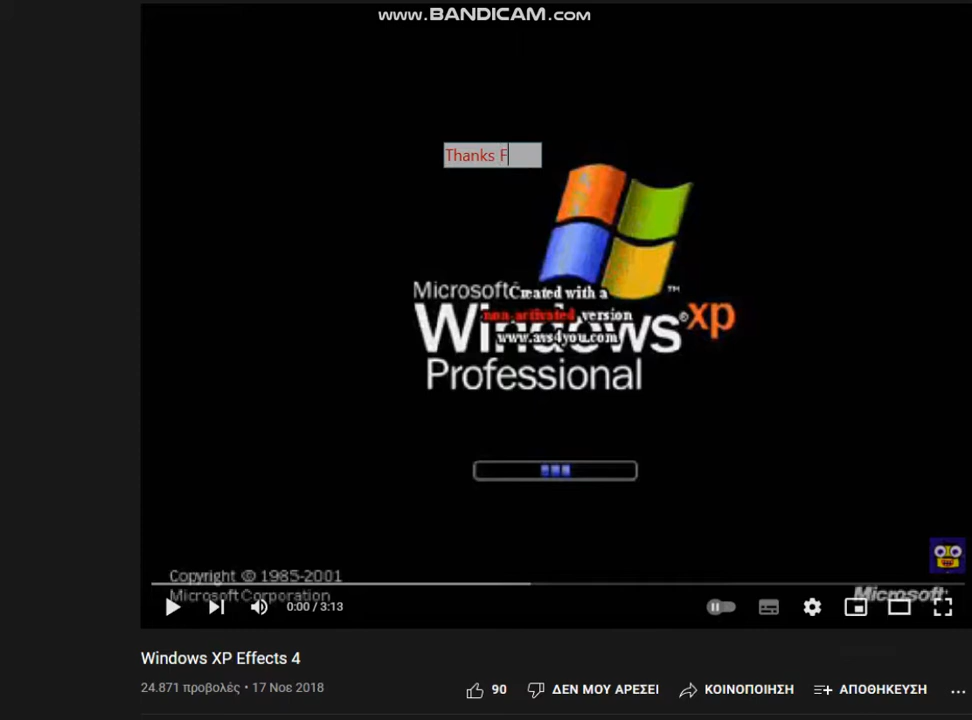 www.BANDICAM.com
Thanks F
Microsoft®
Created with a
non-activated version
www.avs4you.com
Windows® xp
™
Professional
Copyright © 1985-2001
Microsoft Corporation
Microsoft®
0:00 / 3:13
Windows XP Effects 4
24.871 προβολές • 17 Νοε 2018
90 ΔΕΝ ΜΟΥ ΑΡΕΣΕΙ ΚΟΙΝΟΠΟΙΗΣΗ ΑΠΟΘΗΚΕΥΣΗ